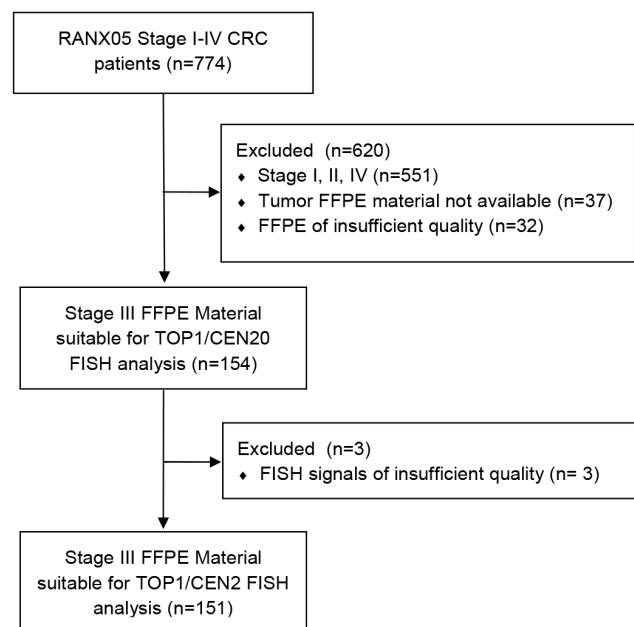 RANX05 Stage I-IV CRC
patients (n=774)
Excluded (n=620)
♦ Stage I, II, IV (n=551)
♦ Tumor FFPE material not available (n=37)
♦ FFPE of insufficient quality (n=32)
Stage III FFPE Material
suitable for TOP1/CEN20
FISH analysis (n=154)
Excluded (n=3)
♦ FISH signals of insufficient quality (n= 3)
Stage III FFPE Material
suitable for TOP1/CEN2 FISH
analysis (n=151)